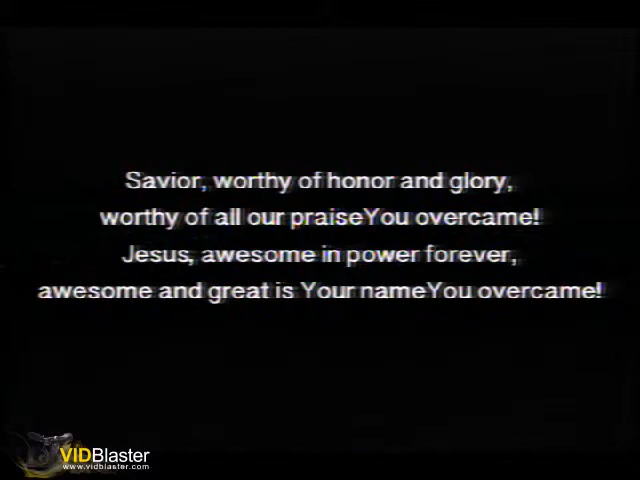 Savior, worthy of honor and glory,
worthy of all our praiseYou overcame!
Jesus, awesome in power forever,
awesome and great is Your nameYou overcame!
VIDBlaster
www.vidblaster.com